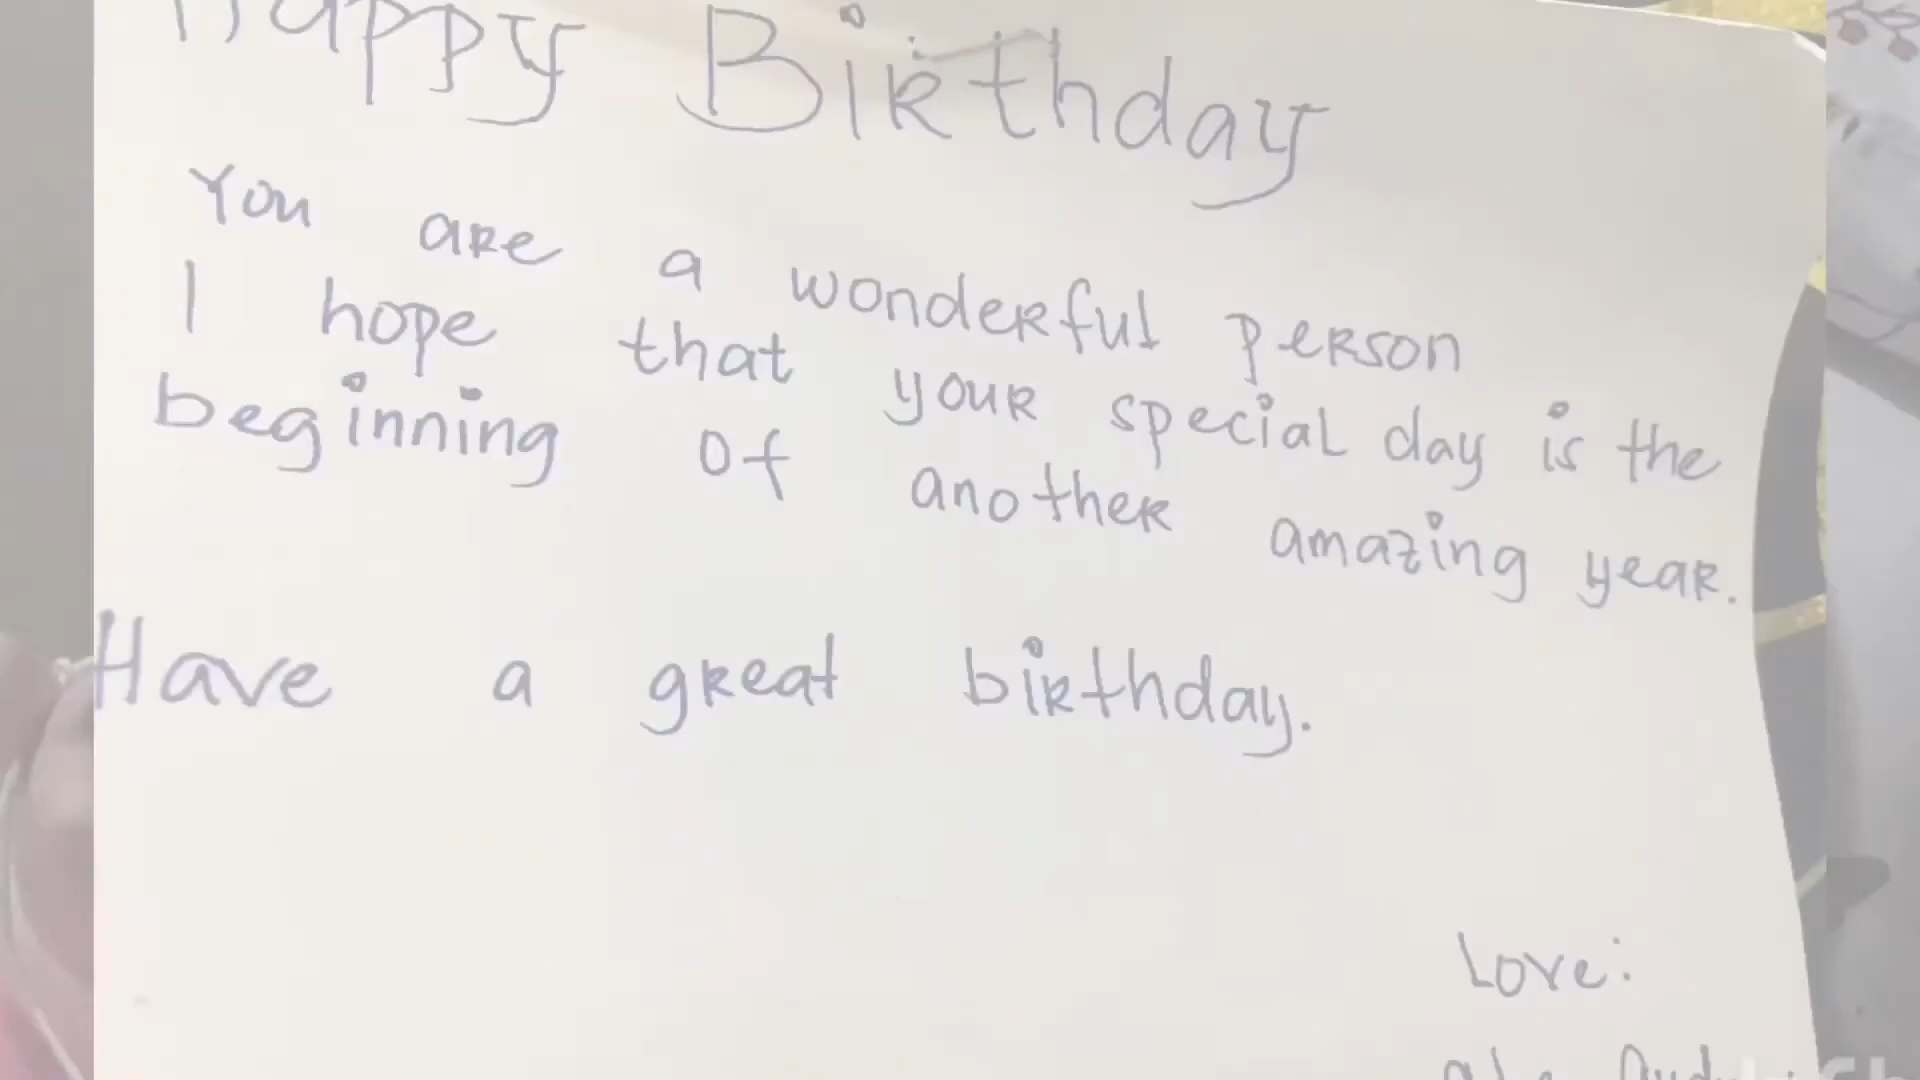 Happy Birthday
You are a wonderful person
I hope that your special day is the
beginning of another amazing year.
Have a great birthday.
Love: